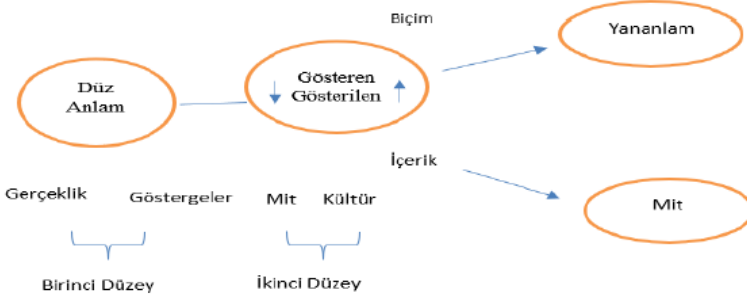 Biçim
Yananlam
Düz
Anlam
Gösteren
Gösterilen
İçerik
Gerçeklik Göstergeler Mit Kültür
Mit
Birinci Düzey İkinci Düzey